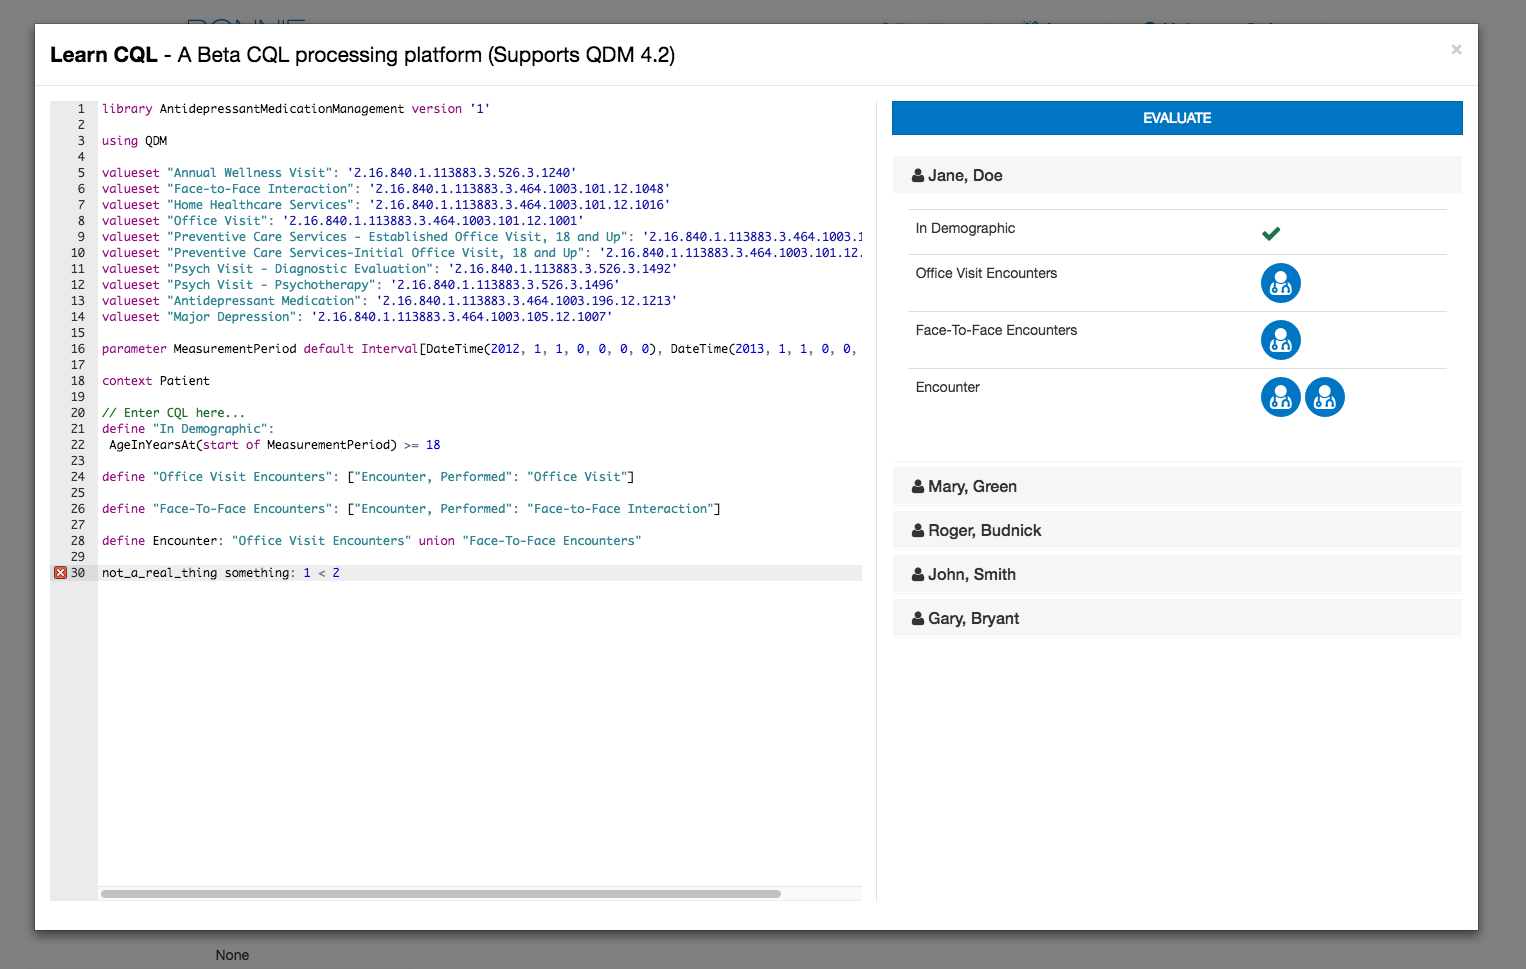 Learn CQL - A Beta CQL processing platform (Supports QDM 4.2)
×
1 library AntidepressantMedicationManagement version '1'
2
3 using QDM
4
5 valueset "Annual Wellness Visit": '2.16.840.1.113883.3.526.3.1240'
6 valueset "Face-to-Face Interaction": '2.16.840.1.113883.3.464.1003.101.12.1048'
7 valueset "Home Healthcare Services": '2.16.840.1.113883.3.464.1003.101.12.1016'
8 valueset "Office Visit": '2.16.840.1.113883.3.464.1003.101.12.1001'
9 valueset "Preventive Care Services - Established Office Visit, 18 and Up": '2.16.840.1.113883.3.464.1003.1
10 valueset "Preventive Care Services-Initial Office Visit, 18 and Up": '2.16.840.1.113883.3.464.1003.101.12.
11 valueset "Psych Visit - Diagnostic Evaluation": '2.16.840.1.113883.3.526.3.1492'
12 valueset "Psych Visit - Psychotherapy": '2.16.840.1.113883.3.526.3.1496'
13 valueset "Antidepressant Medication": '2.16.840.1.113883.3.464.1003.196.12.1213'
14 valueset "Major Depression": '2.16.840.1.113883.3.464.1003.105.12.1007'
15
16 parameter MeasurementPeriod default Interval[DateTime(2012, 1, 1, 0, 0, 0, 0), DateTime(2013, 1, 1, 0, 0,
17
18 context Patient
19
20 // Enter CQL here...
21 define "In Demographic":
22 AgeInYearsAt(start of MeasurementPeriod) >= 18
23
24 define "Office Visit Encounters": ["Encounter, Performed": "Office Visit"]
25
26 define "Face-To-Face Encounters": ["Encounter, Performed": "Face-to-Face Interaction"]
27
28 define Encounter: "Office Visit Encounters" union "Face-To-Face Encounters"
29
30 not_a_real_thing something: 1 < 2
EVALUATE
Jane, Doe
In Demographic
Office Visit Encounters
Face-To-Face Encounters
Encounter
Mary, Green
Roger, Budnick
John, Smith
Gary, Bryant
None